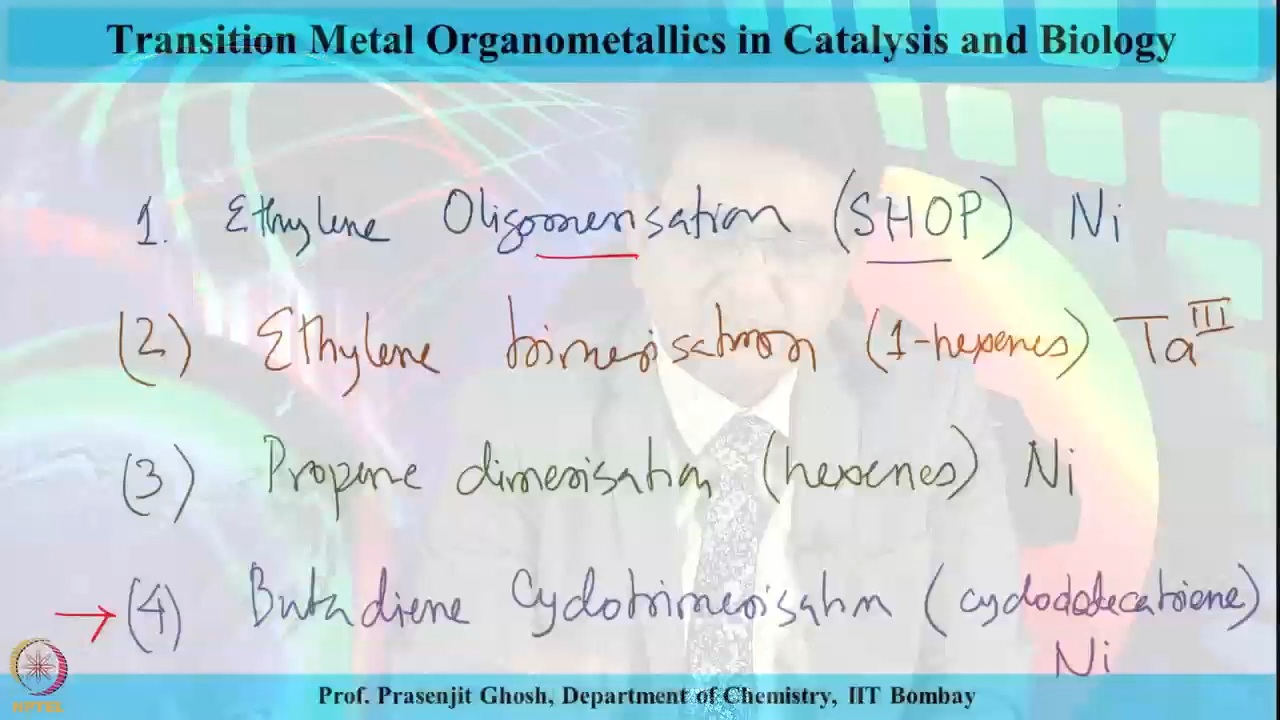 Transition Metal Organometallics in Catalysis and Biology
1. Ethylene Oligomerisation (SHOP) Ni
(2) Ethylene trimerisation (1-hexenes) Ta III
(3) Propene dimerisation (hexenes) Ni
(4) Butadiene Cyclotrimerisation (cyclododecatriene)
Ni
NPTEL
Prof. Prasenjit Ghosh, Department of Chemistry, IIT Bombay